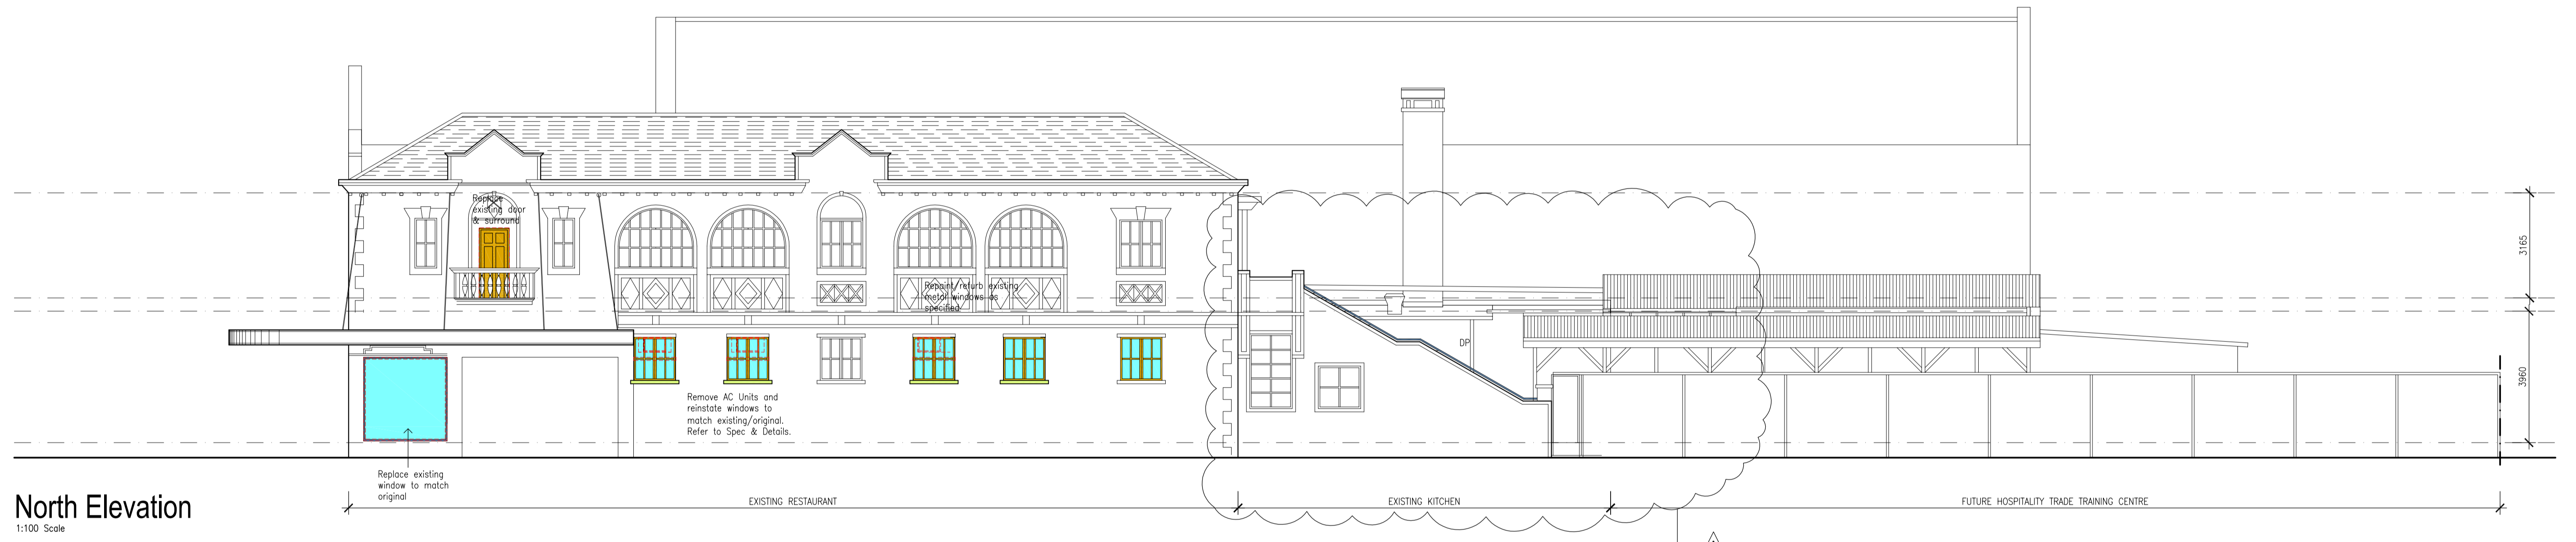 Replace
existing door
& surround
Repaint/refurb existing
metal windows as
specified.
3165
DP
3960
Remove AC Units and
reinstate windows to
match existing/original.
Refer to Spec & Details.
Replace existing
window to match
original
EXISTING RESTAURANT
EXISTING KITCHEN
FUTURE HOSPITALITY TRADE TRAINING CENTRE
North Elevation
1:100 Scale